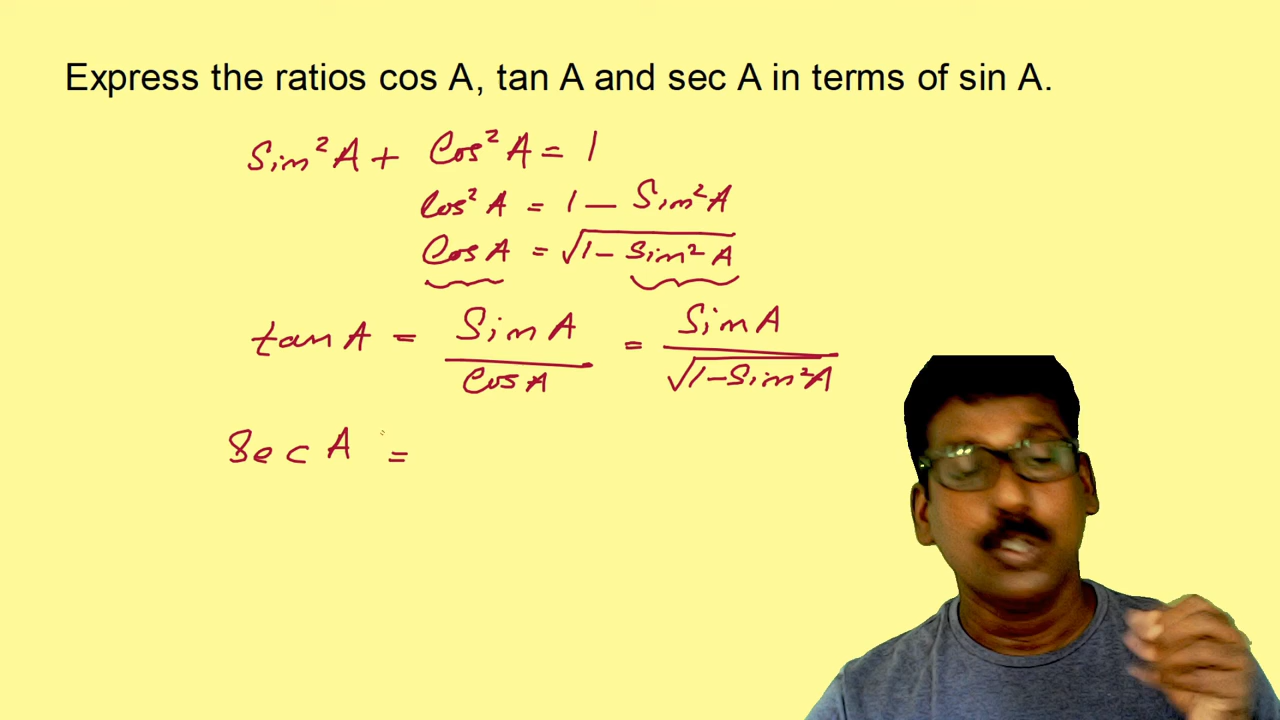 Express the ratios cos A, tan A and sec A in terms of sin A.
Sin²A + Cos²A = 1
Cos²A = 1 − Sin²A
CosA = √1 − Sin²A
tanA = SinA / CosA = SinA / √1−Sin²A
Sec A =